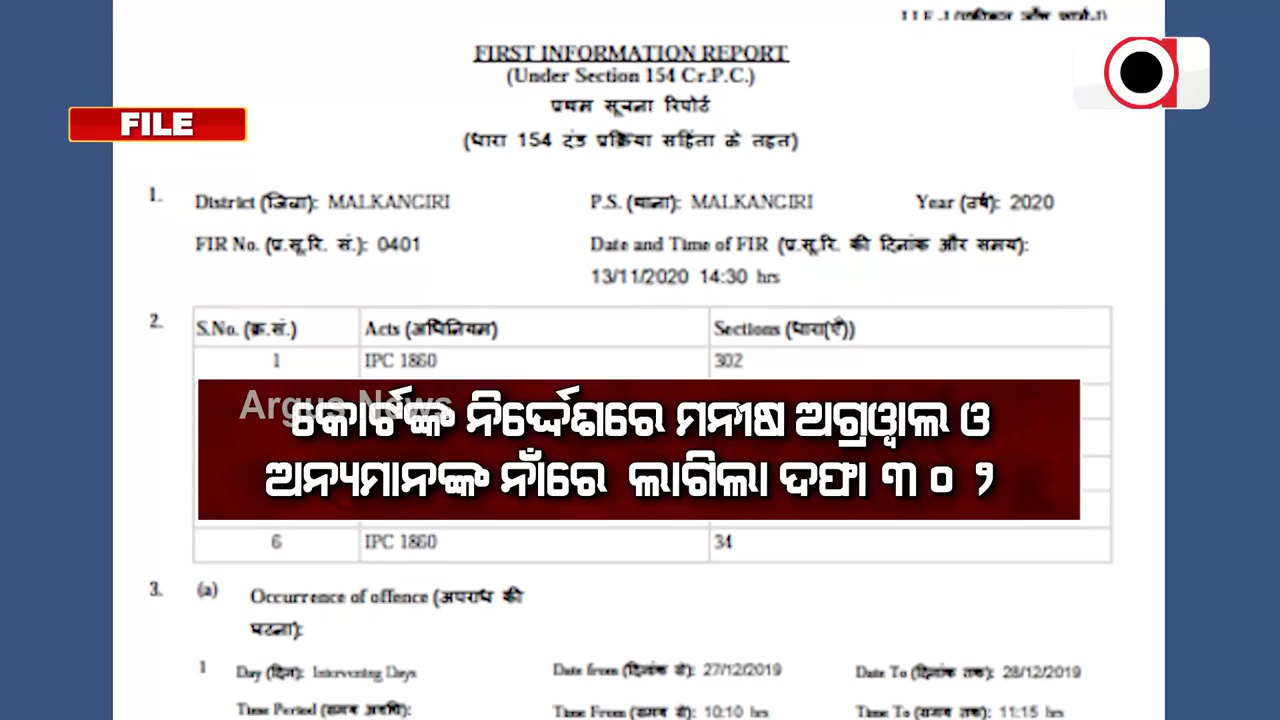 FIRST INFORMATION REPORT
(Under Section 154 Cr.P.C.)
प्रथम सूचना रिपोर्ट
FILE
(धारा 154 दंड प्रक्रिया संहिता के तहत)
1. District (जिला): MALKANGIRI P.S. (थाना): MALKANGIRI Year (वर्ष): 2020
FIR No. (प्र.सू.रि. सं.): 0401 Date and Time of FIR (प्र.सू.रि. की दिनांक और समय):
13/11/2020 14:30 hrs
2. S.No. (क्र.सं.) Acts (अधिनियम) Sections (धारा(एँ))
1 IPC 1860 302
Argus News
କୋର୍ଟଙ୍କ ନିର୍ଦ୍ଦେଶରେ ମନୀଷ ଅଗ୍ରୱାଲ ଓ
ଅନ୍ୟମାନଙ୍କ ନାଁରେ ଲାଗିଲା ଦଫା ୩୦୨
6 IPC 1860 34
3. (a) Occurrence of offence (अपराध की
घटना):
1 Day (दिन): Intervening Days Date from (दिनांक से): 27/12/2019 Date To (दिनांक तक): 28/12/2019
Time Period (समय अवधि): Time From (समय से): 10:10 hrs Time To (समय तक): 11:15 hrs